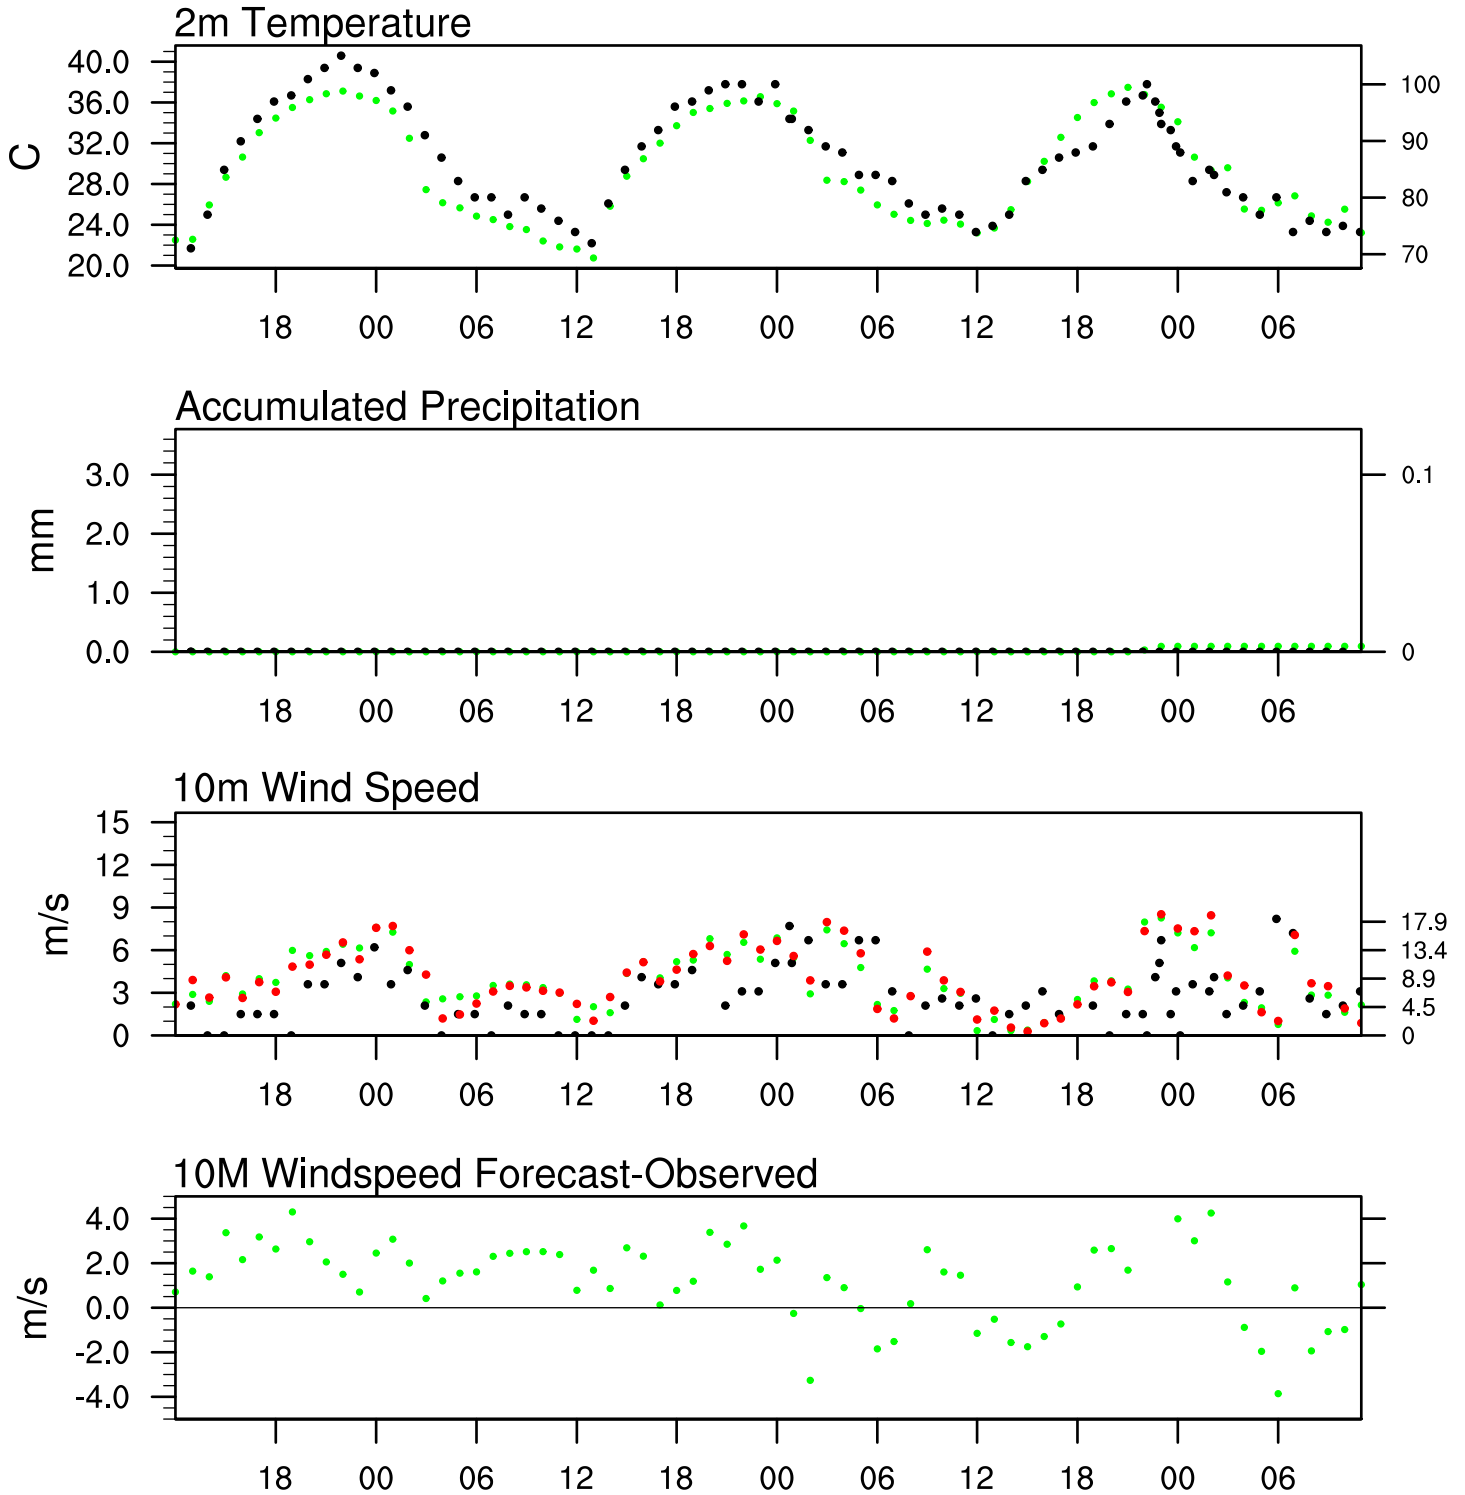 2m Temperature
40.0
36.0
32.0
28.0
24.0
20.0
C
100
90
80
70
18 00 06 12 18 00 06 12 18 00 06
Accumulated Precipitation
3.0
2.0
1.0
0.0
mm
0.1
0
18 00 06 12 18 00 06 12 18 00 06
10m Wind Speed
15
12
9
6
3
0
m/s
17.9
13.4
8.9
4.5
0
18 00 06 12 18 00 06 12 18 00 06
10M Windspeed Forecast-Observed
4.0
2.0
0.0
-2.0
-4.0
m/s
18 00 06 12 18 00 06 12 18 00 06